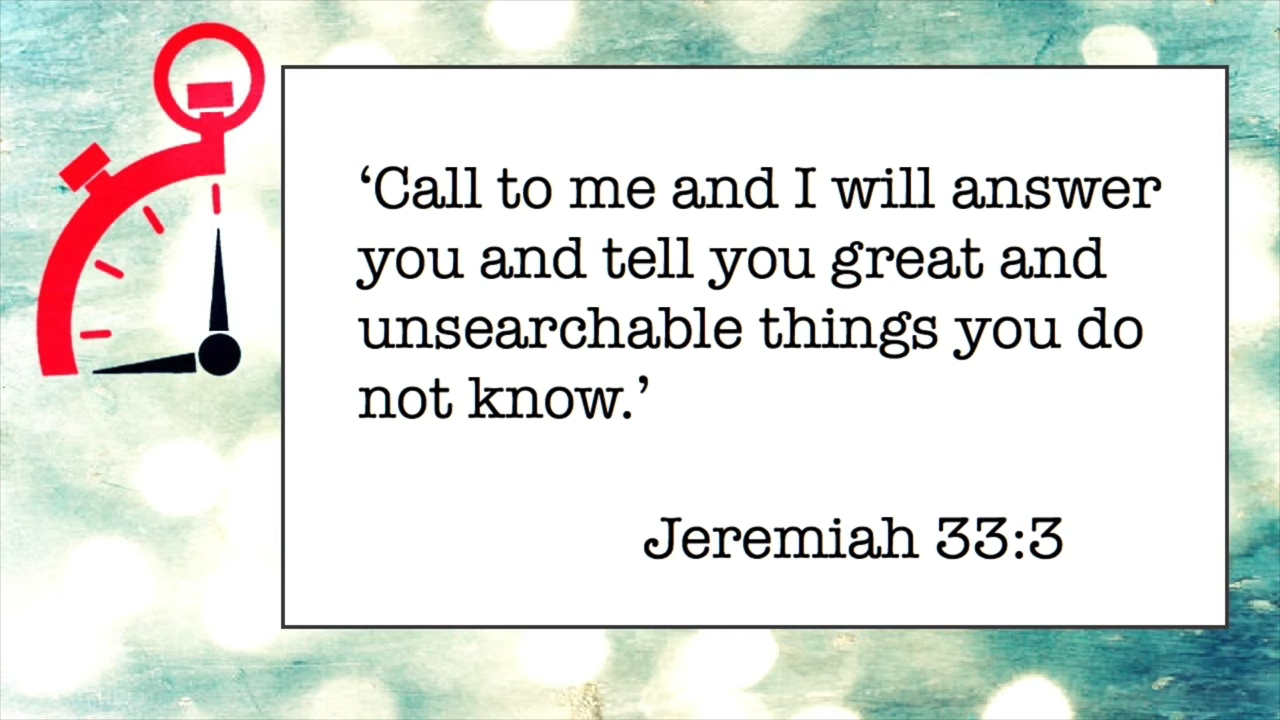 ‘Call to me and I will answer
you and tell you great and
unsearchable things you do
not know.’
Jeremiah 33:3